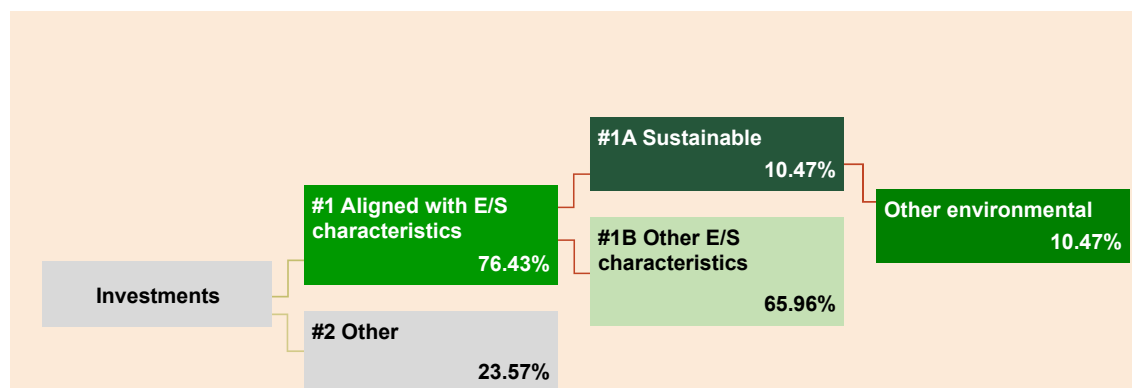 #1A Sustainable
10.47%
#1 Aligned with E/S
characteristics
76.43%
Other environmental
10.47%
#1B Other E/S
characteristics
65.96%
Investments
#2 Other
23.57%